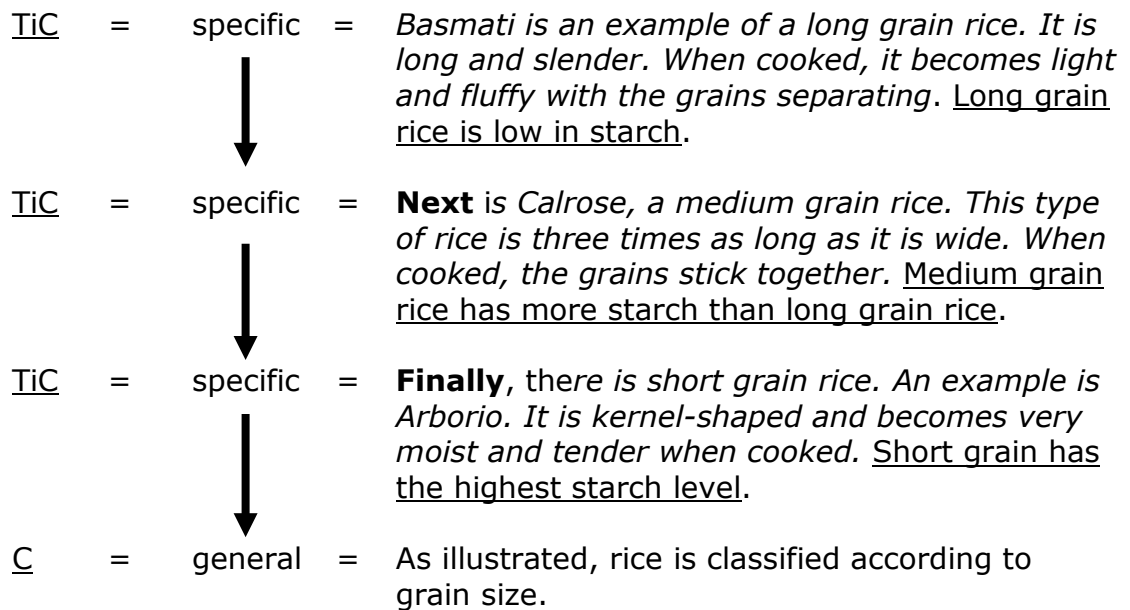 TiC = specific = Basmati is an example of a long grain rice. It is
long and slender. When cooked, it becomes light
and fluffy with the grains separating. Long grain
rice is low in starch.
TiC = specific = Next is Calrose, a medium grain rice. This type
of rice is three times as long as it is wide. When
cooked, the grains stick together. Medium grain
rice has more starch than long grain rice.
TiC = specific = Finally, there is short grain rice. An example is
Arborio. It is kernel-shaped and becomes very
moist and tender when cooked. Short grain has
the highest starch level.
C = general = As illustrated, rice is classified according to
grain size.